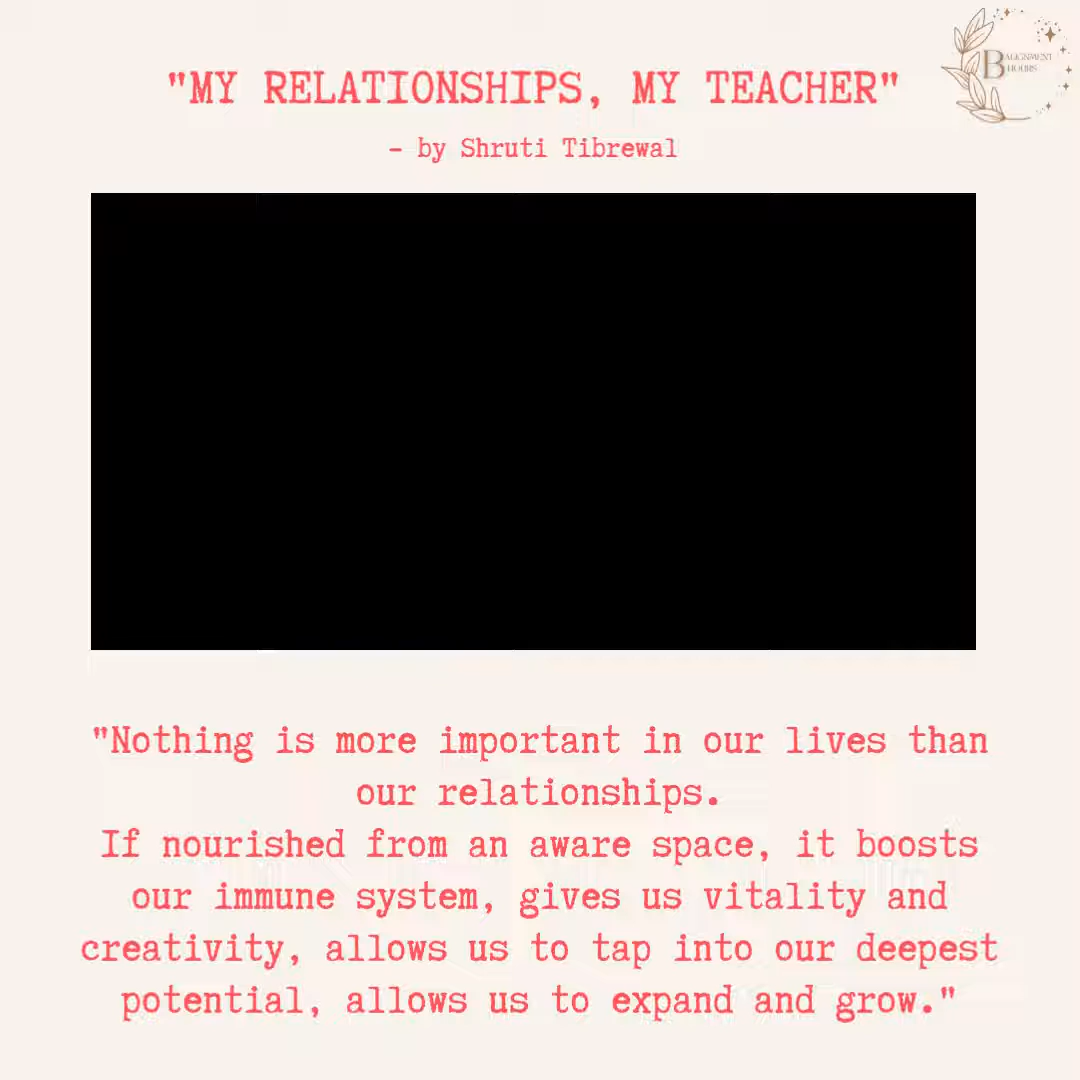 "MY RELATIONSHIPS, MY TEACHER"
- by Shruti Tibrewal
B ALIGNMENT
HOURS
"Nothing is more important in our lives than
our relationships.
If nourished from an aware space, it boosts
our immune system, gives us vitality and
creativity, allows us to tap into our deepest
potential, allows us to expand and grow."